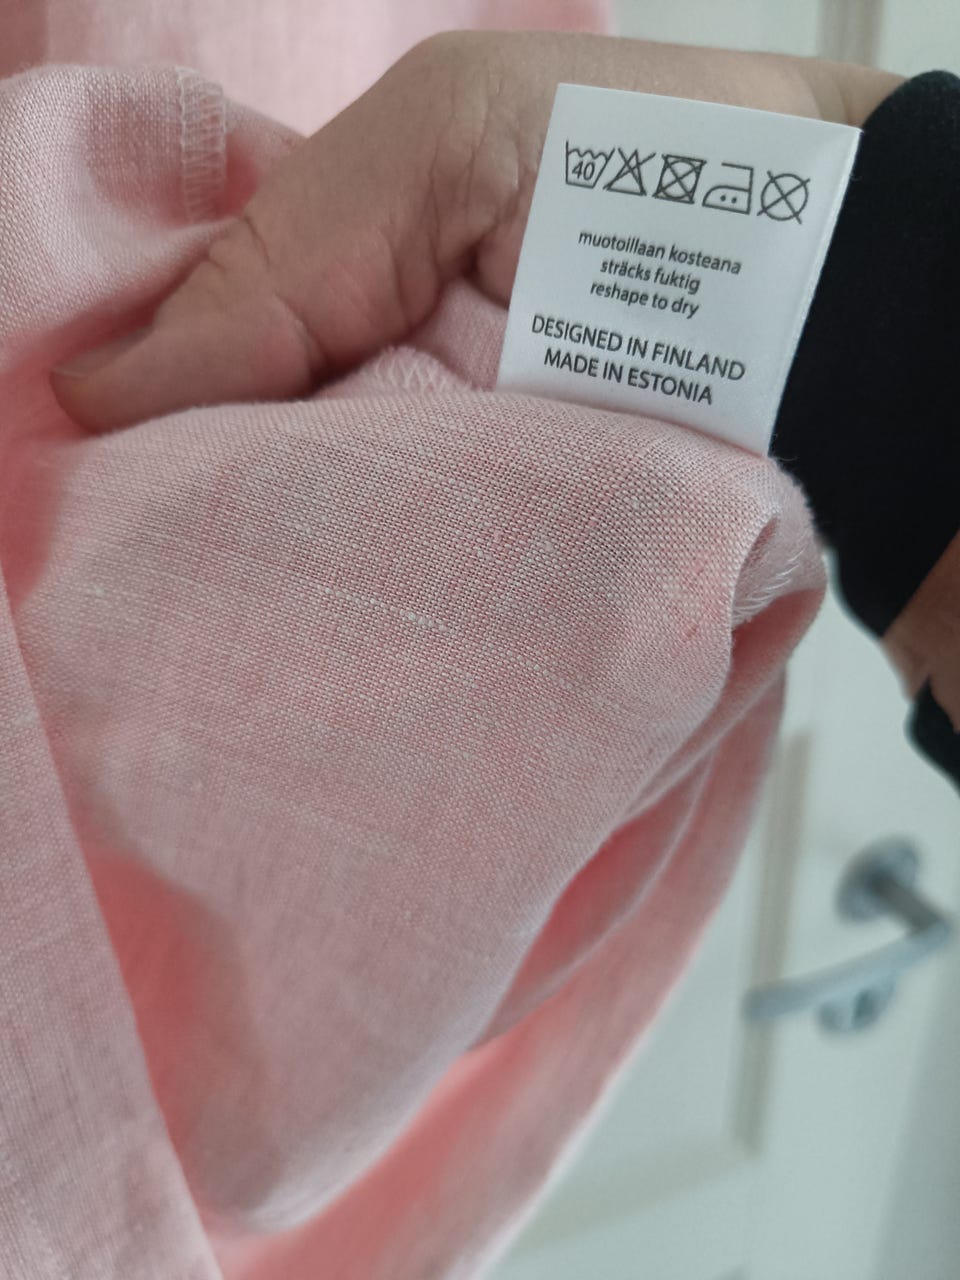 40
muotoillaan kosteana
sträcks fuktig
reshape to dry
DESIGNED IN FINLAND
MADE IN ESTONIA